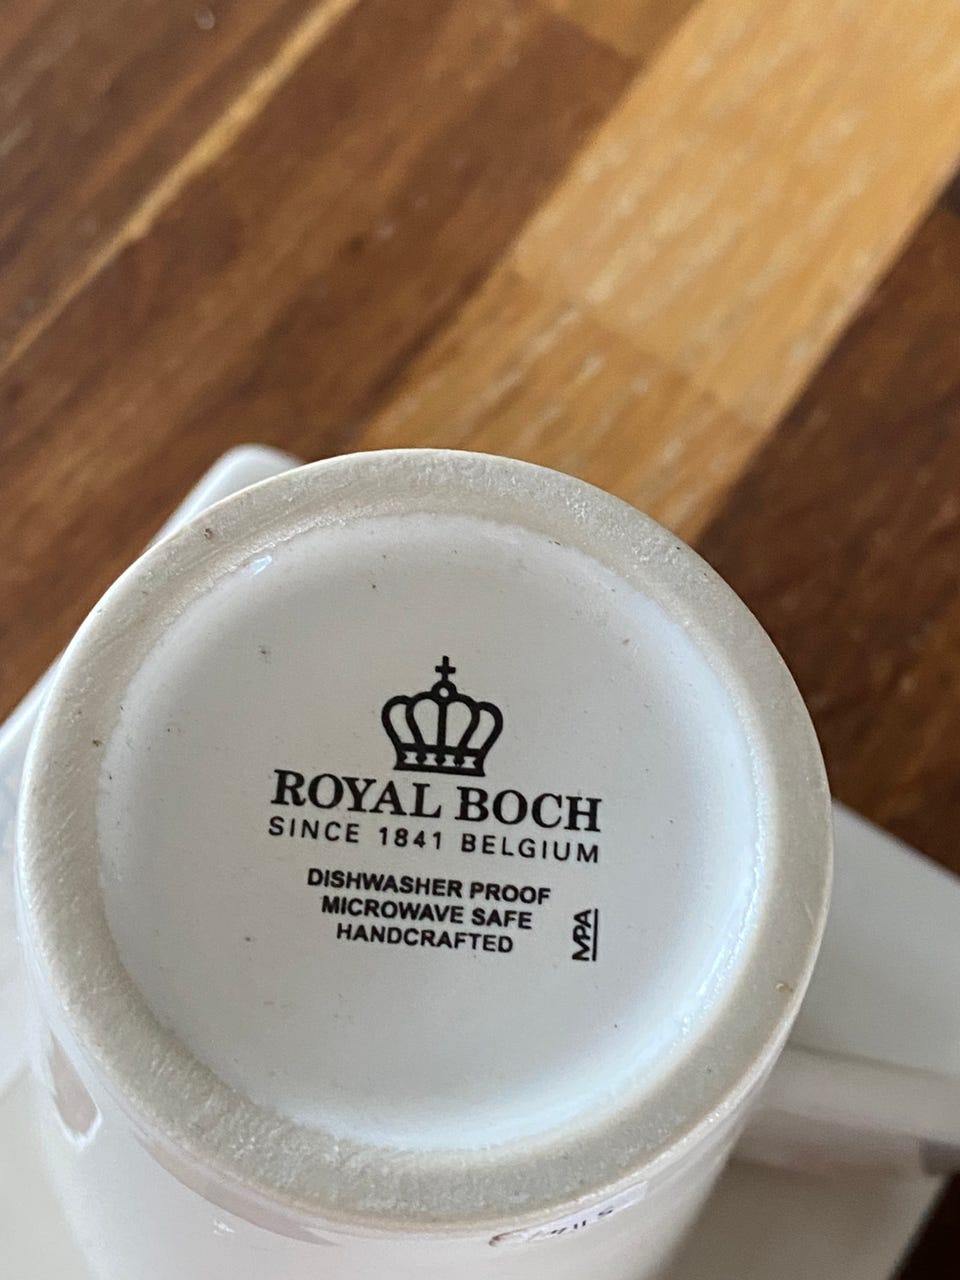 ROYAL BOCH
SINCE 1841 BELGIUM
DISHWASHER PROOF
MICROWAVE SAFE
HANDCRAFTED
MPA